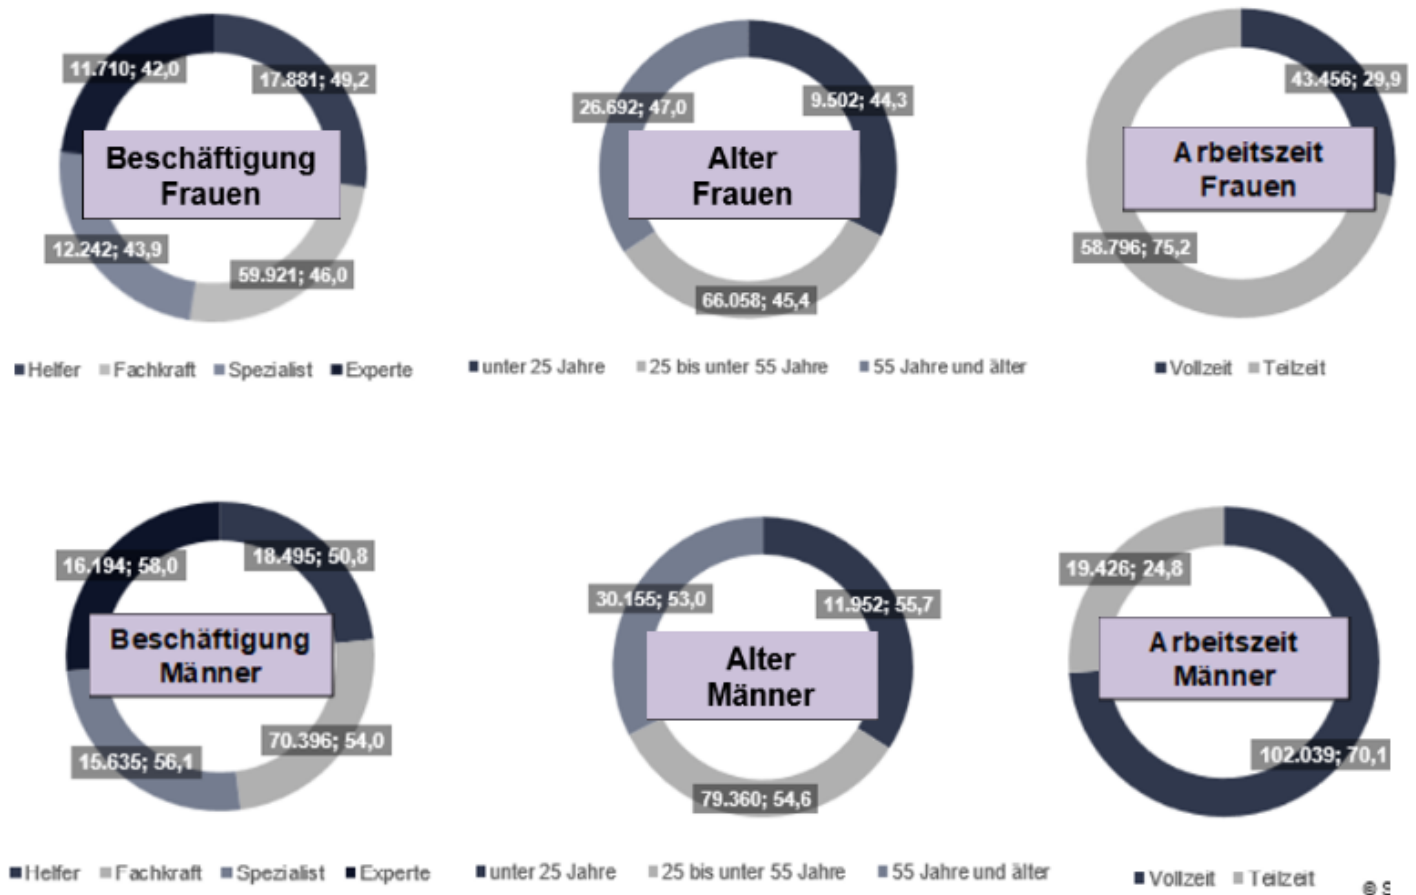 11.710; 42,0
17.881; 49,2
Beschäftigung
Frauen
12.242; 43,9
59.921; 46,0
Helfer Fachkraft Spezialist Experte
26.692; 47,0
9.502; 44,3
Alter
Frauen
66.058; 45,4
unter 25 Jahre 25 bis unter 55 Jahre 55 Jahre und älter
43.456; 29,9
Arbeitszeit
Frauen
58.796; 75,2
Vollzeit Teilzeit
16.194; 58,0
18.495; 50,8
Beschäftigung
Männer
15.635; 56,1
70.396; 54,0
Helfer Fachkraft Spezialist Experte
30.155; 53,0
11.952; 55,7
Alter
Männer
79.360; 54,6
unter 25 Jahre 25 bis unter 55 Jahre 55 Jahre und älter
19.426; 24,8
Arbeitszeit
Männer
102.039; 70,1
Vollzeit Teilzeit
©